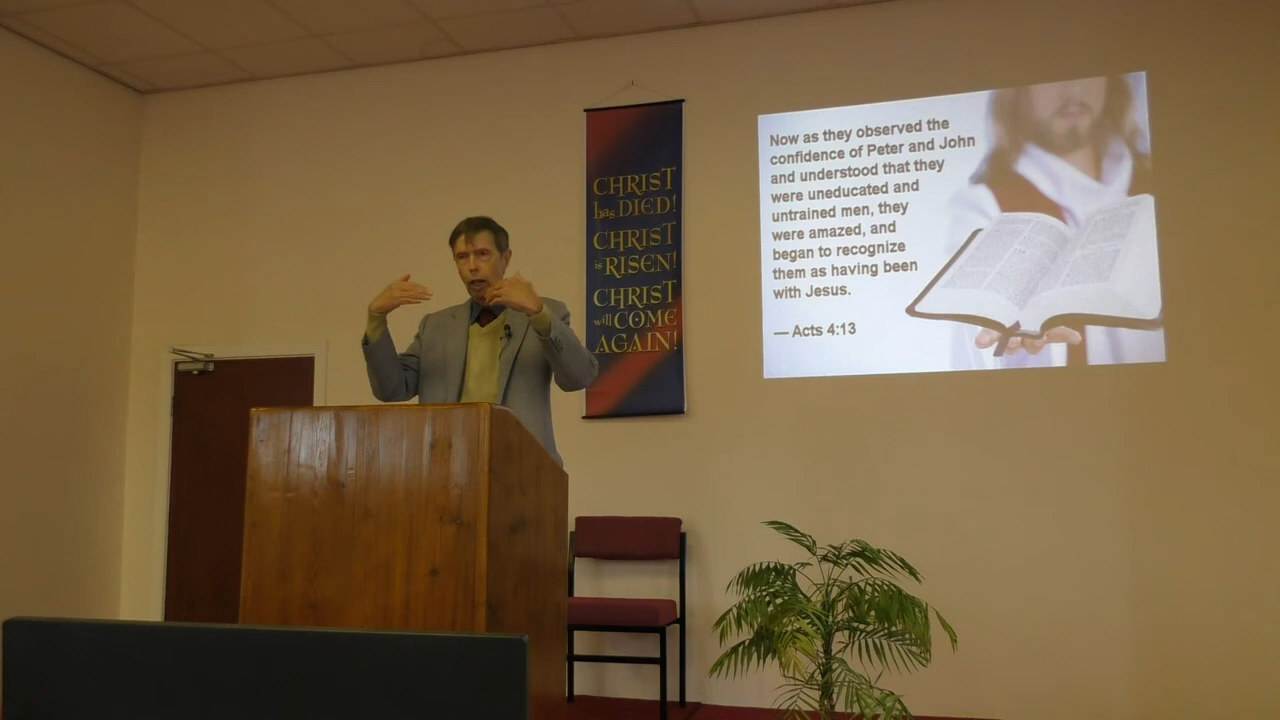 CHRIST
has DIED!
CHRIST
is RISEN!
CHRIST
will COME
AGAIN!
Now as they observed the
confidence of Peter and John
and understood that they
were uneducated and
untrained men, they
were amazed, and
began to recognize
them as having been
with Jesus.
— Acts 4:13